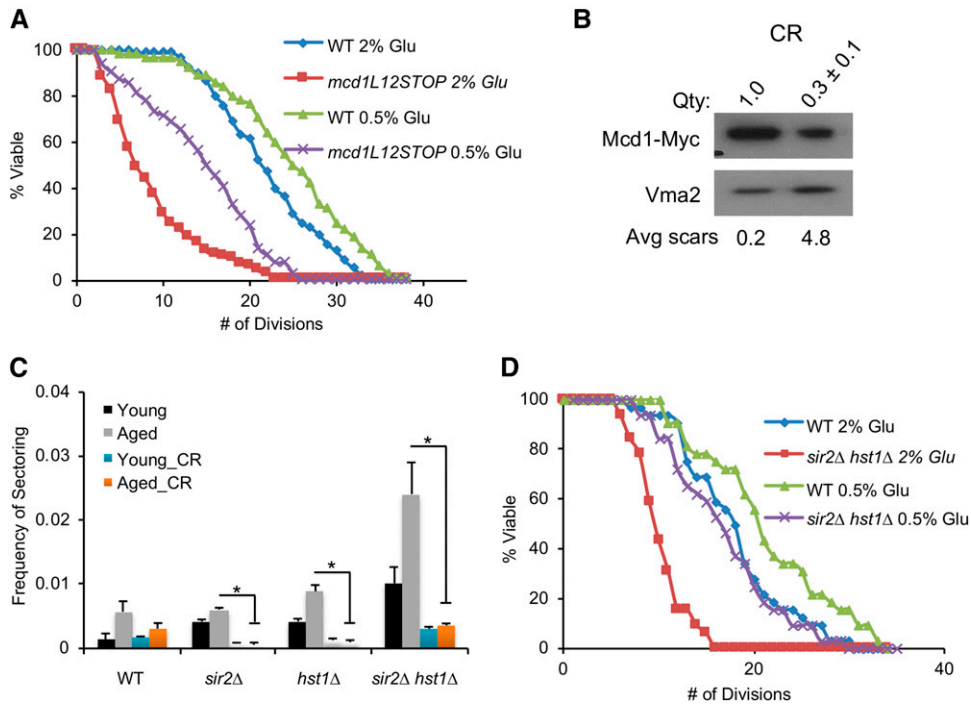 A
% Viable
100
80
60
40
20
0
0
10
20
30
40
# of Divisions
WT 2% Glu
mcd1L12STOP 2% Glu
WT 0.5% Glu
mcd1L12STOP 0.5% Glu
B
CR
Qty:
1.0
0.3 ± 0.1
Mcd1-Myc
Vma2
Avg scars
0.2
4.8
C
Frequency of Sectoring
0.04
0.03
0.02
0.01
0
Young
Aged
Young_CR
Aged_CR
*
*
*
WT
sir2Δ
hst1Δ
sir2Δ hst1Δ
D
% Viable
100
80
60
40
20
0
0
20
40
# of Divisions
WT 2% Glu
sir2Δ hst1Δ 2% Glu
WT 0.5% Glu
sir2Δ hst1Δ 0.5% Glu